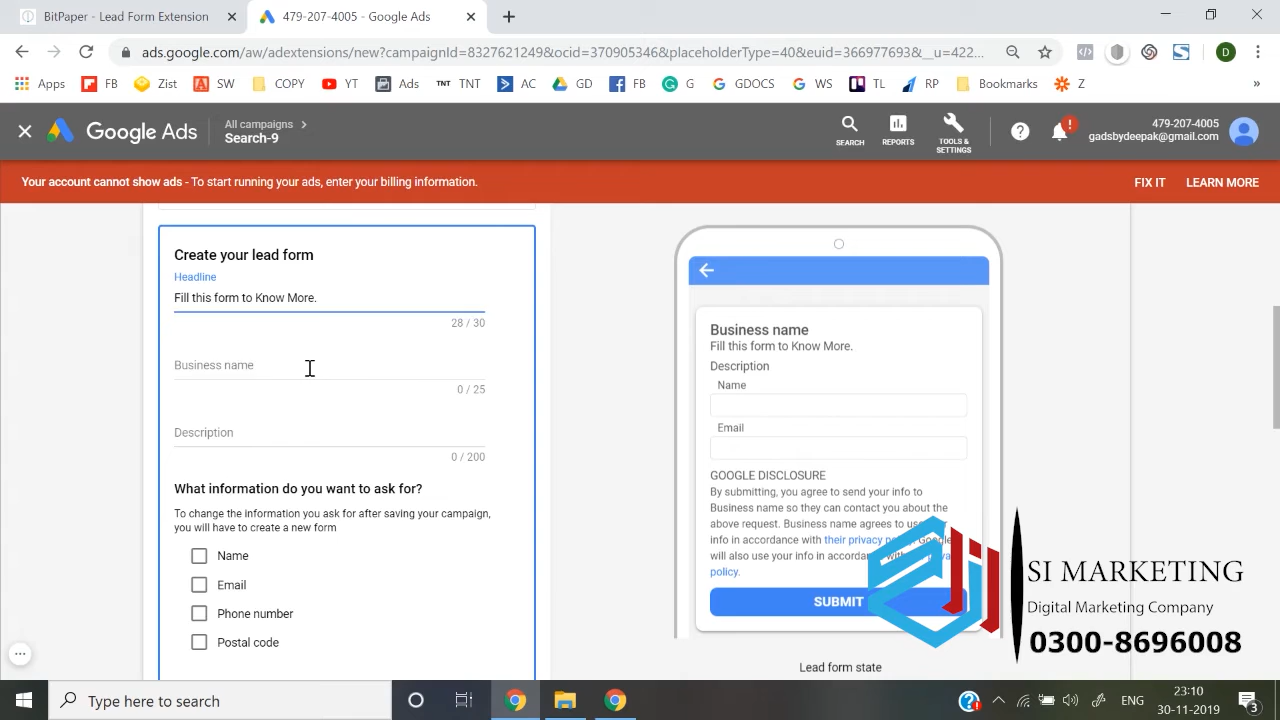 BitPaper - Lead Form Extension
479-207-4005 - Google Ads
ads.google.com/aw/adextensions/new?campaignId=8327621249&ocid=370905346&placeholderType=40&euid=366977693&__u=422...
D
Apps
FB
Zist
SW
COPY
YT
Ads
TNT TNT
AC
GD
FB
G
GDOCS
WS
TL
RP
Bookmarks
Z
»
Google Ads
All campaigns
Search-9
SEARCH
REPORTS
TOOLS &
SETTINGS
479-207-4005
gadsbydeepak@gmail.com
Your account cannot show ads - To start running your ads, enter your billing information.
FIX IT
LEARN MORE
Create your lead form
Headline
Fill this form to Know More.
28 / 30
Business name
0 / 25
Description
0 / 200
What information do you want to ask for?
To change the information you ask for after saving your campaign,
you will have to create a new form
Name
Email
Phone number
Postal code
Business name
Fill this form to Know More.
Description
Name
Email
GOOGLE DISCLOSURE
By submitting, you agree to send your info to
Business name so they can contact you about the
above request. Business name agrees to use
info in accordance with their privacy
will also use your info in accordance
policy.
SUBMIT
Lead form state
SI MARKETING
Digital Marketing Company
0300-8696008
Type here to search
ENG
23:10
30-11-2019
3